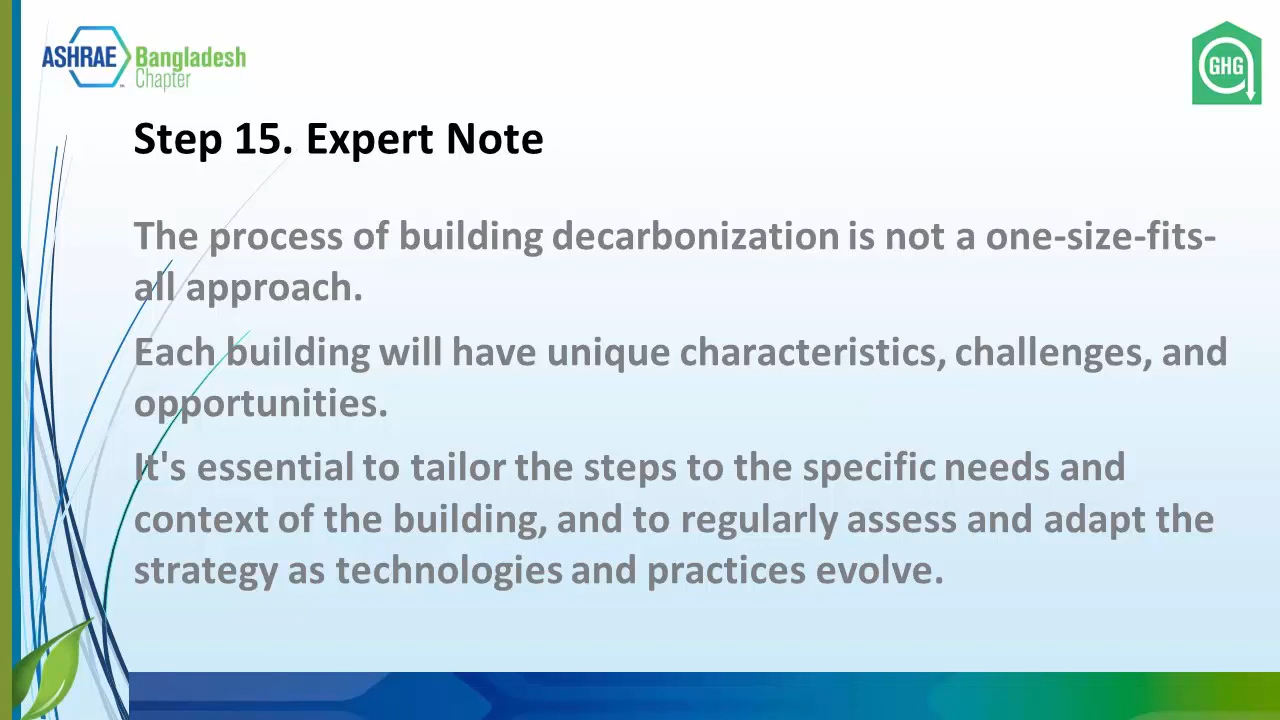 ASHRAE Bangladesh
Chapter
GHG
Step 15. Expert Note
The process of building decarbonization is not a one-size-fits-
all approach.
Each building will have unique characteristics, challenges, and
opportunities.
It's essential to tailor the steps to the specific needs and
context of the building, and to regularly assess and adapt the
strategy as technologies and practices evolve.